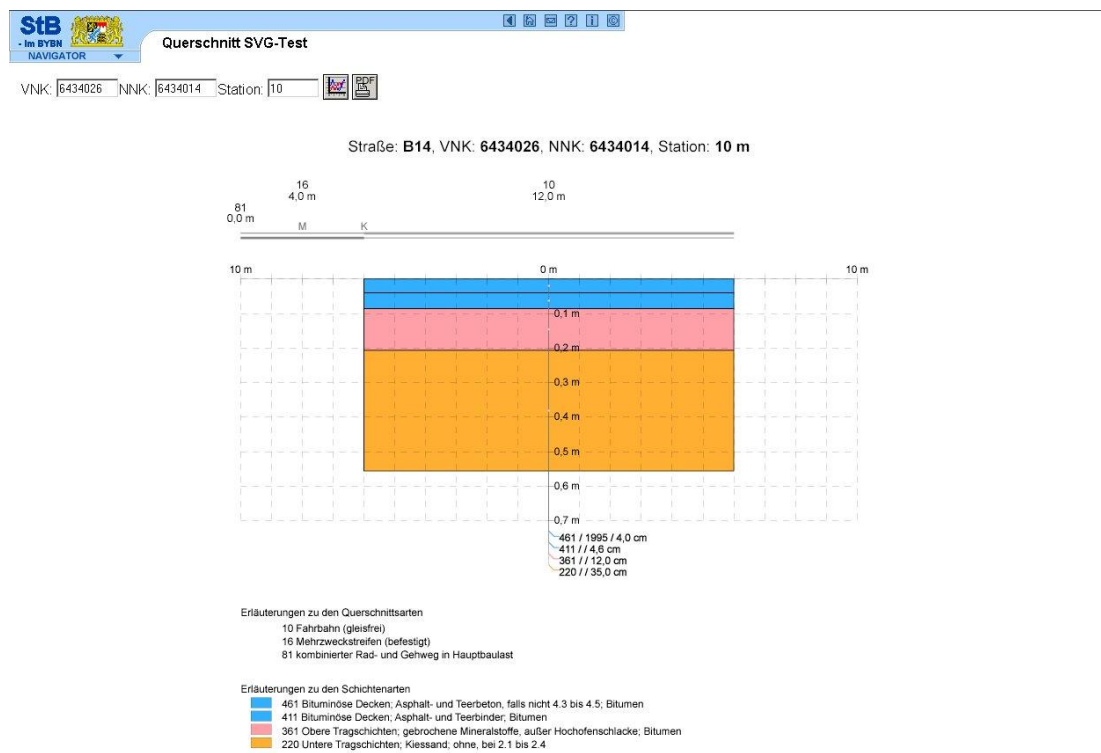 StB
- Im BYBN
NAVIGATOR
Querschnitt SVG-Test
VNK: 6434026 NNK: 6434014 Station: 10
PDF
Straße: B14, VNK: 6434026, NNK: 6434014, Station: 10 m
16
4,0 m
10
12,0 m
81
0,0 m
M K
10 m 0 m 10 m
0,1 m
0,2 m
0,3 m
0,4 m
0,5 m
0,6 m
0,7 m
461 / 1995 / 4,0 cm
411 / / 4,6 cm
361 / / 12,0 cm
220 / / 35,0 cm
Erläuterungen zu den Querschnittsarten
10 Fahrbahn (gleisfrei)
16 Mehrzweckstreifen (befestigt)
81 kombinierter Rad- und Gehweg in Hauptbaulast
Erläuterungen zu den Schichtenarten
461 Bituminöse Decken; Asphalt- und Teerbeton, falls nicht 4.3 bis 4.5; Bitumen
411 Bituminöse Decken; Asphalt- und Teerbinder; Bitumen
361 Obere Tragschichten; gebrochene Mineralstoffe, außer Hochofenschlacke; Bitumen
220 Untere Tragschichten; Kiessand; ohne, bei 2.1 bis 2.4